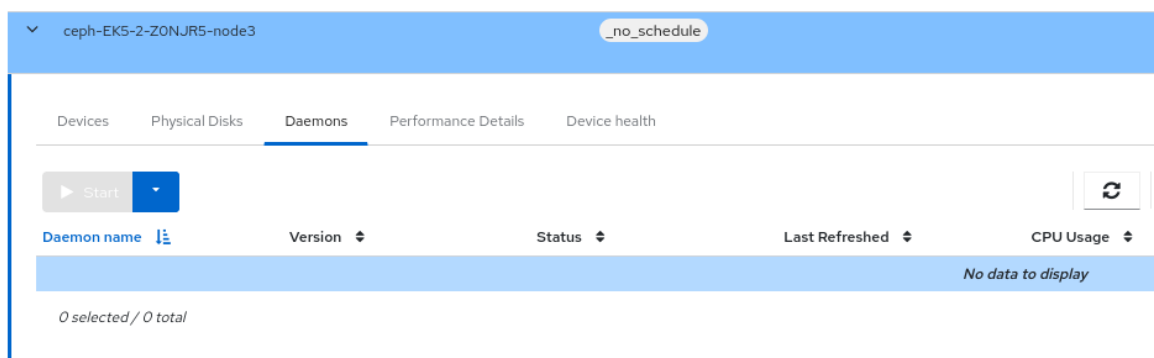 ceph-EK5-2-Z0NJR5-node3 _no_schedule
Devices Physical Disks Daemons Performance Details Device health
Start
Daemon name Version Status Last Refreshed CPU Usage
No data to display
0 selected / 0 total